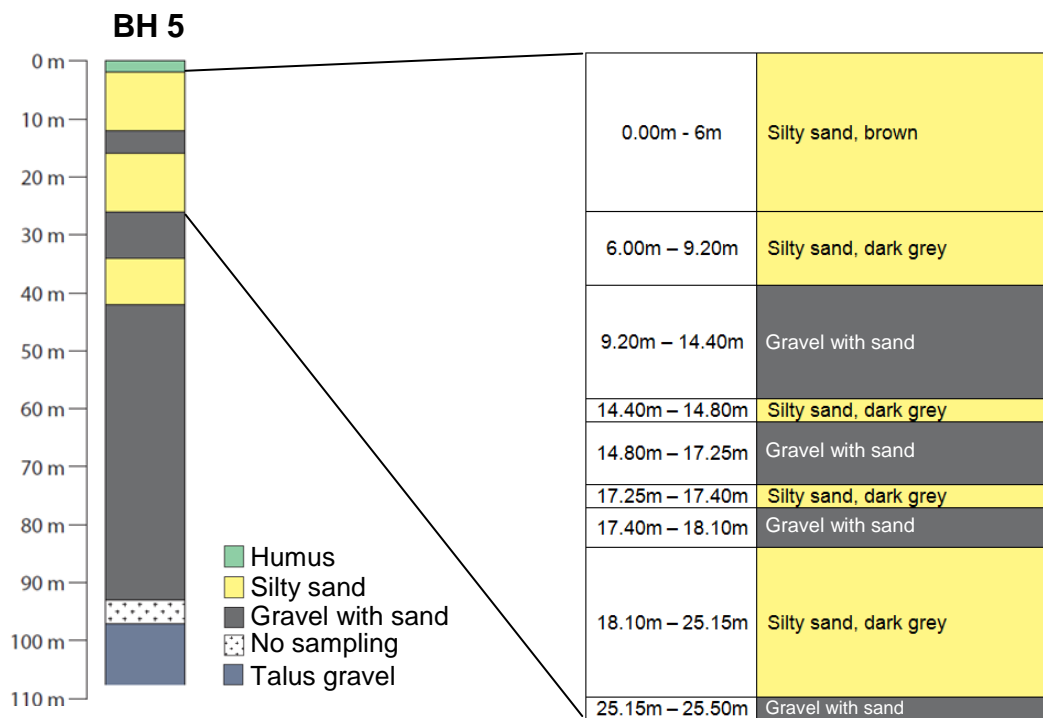 BH 5
0 m
10 m
20 m
30 m
40 m
50 m
60 m
70 m
80 m
90 m
100 m
110 m
Humus
Silty sand
Gravel with sand
No sampling
Talus gravel
0.00m - 6m Silty sand, brown
6.00m – 9.20m Silty sand, dark grey
9.20m – 14.40m Gravel with sand
14.40m – 14.80m Silty sand, dark grey
14.80m – 17.25m Gravel with sand
17.25m – 17.40m Silty sand, dark grey
17.40m – 18.10m Gravel with sand
18.10m – 25.15m Silty sand, dark grey
25.15m – 25.50m Gravel with sand